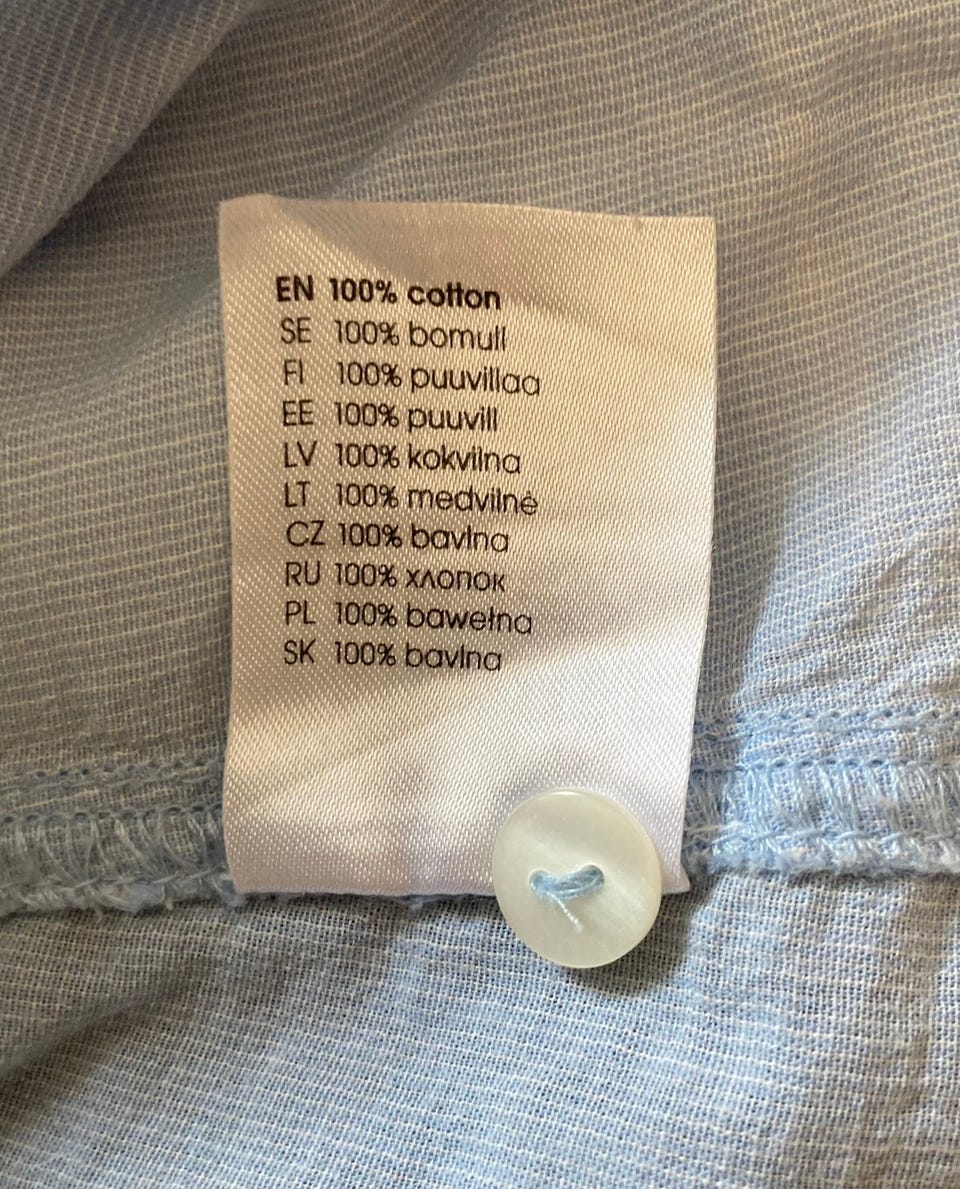 EN 100% cotton
SE 100% bomull
FI 100% puuvillaa
EE 100% puuvill
LV 100% kokvilna
LT 100% medvilnė
CZ 100% bavlna
RU 100% хлопок
PL 100% bawełna
SK 100% bavlna